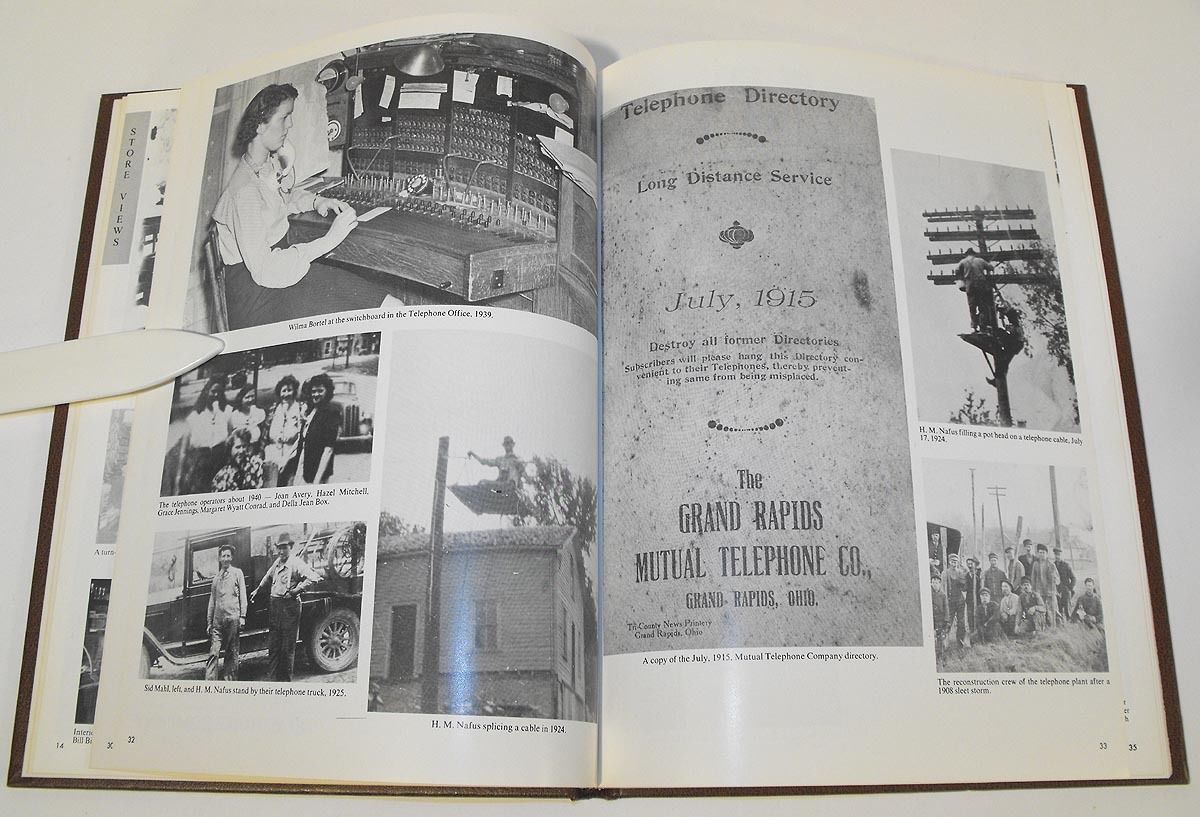 STORE VIEWS
Wilma Bortel at the switchboard in the Telephone Office, 1939.
The telephone operators about 1940 — Joan Avery, Hazel Mitchell,
Grace Jennings, Margaret Wyatt Conrad, and Della Jean Box.
Sid Mahl, left, and H. M. Nafus stand by their telephone truck, 1925.
H. M. Nafus splicing a cable in 1924.
A turn
Interi
Bill Bi
14
30
32
Telephone Directory
Long Distance Service
July, 1915
Destroy all former Directories
Subscribers will please hang this Directory con-
venient to their Telephones, thereby prevent-
ing same from being misplaced.
The
GRAND RAPIDS
MUTUAL TELEPHONE CO.,
GRAND RAPIDS, OHIO.
Tri-County News Printery
Grand Rapids, Ohio
A copy of the July, 1915, Mutual Telephone Company directory.
H. M. Nafus filling a pot head on a telephone cable, July
17, 1924.
The reconstruction crew of the telephone plant after a
1908 sleet storm.
r
er
h
33
35